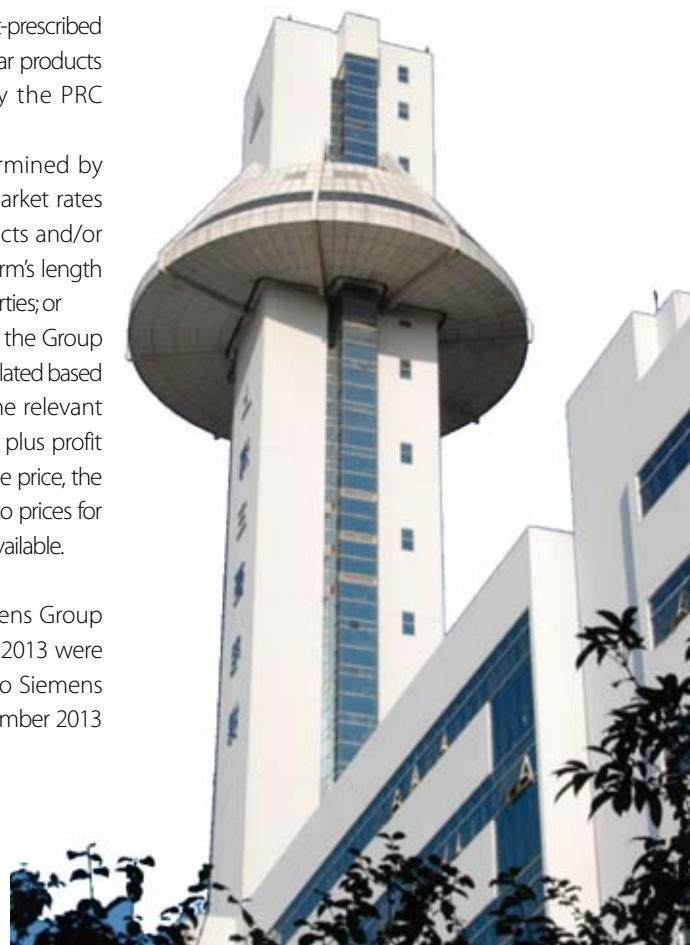 t-prescribed
ar products
y the PRC
rmined by
arket rates
cts and/or
rm's length
rties; or
the Group
lated based
ne relevant
plus profit
e price, the
o prices for
vailable.
ens Group
2013 were
o Siemens
mber 2013